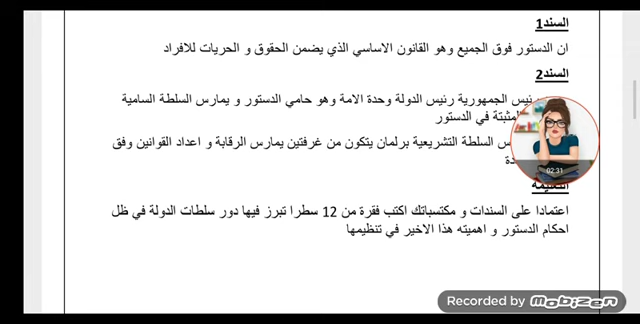 السند1
ان الدستور فوق الجميع وهو القانون الاساسي الذي يضمن الحقوق و الحريات للافراد
السند2
رئيس الجمهورية رئيس الدولة وحدة الامة وهو حامي الدستور و يمارس السلطة السامية
المثبتة في الدستور
السلطة التشريعية برلمان يتكون من غرفتين يمارس الرقابة و اعداد القوانين وفق
02:31
اعتمادا على السندات و مكتسباتك اكتب فقرة من 12 سطرا تبرز فيها دور سلطات الدولة في ظل
احكام الدستور و اهميته هذا الاخير في تنظيمها
Recorded by Mobizen